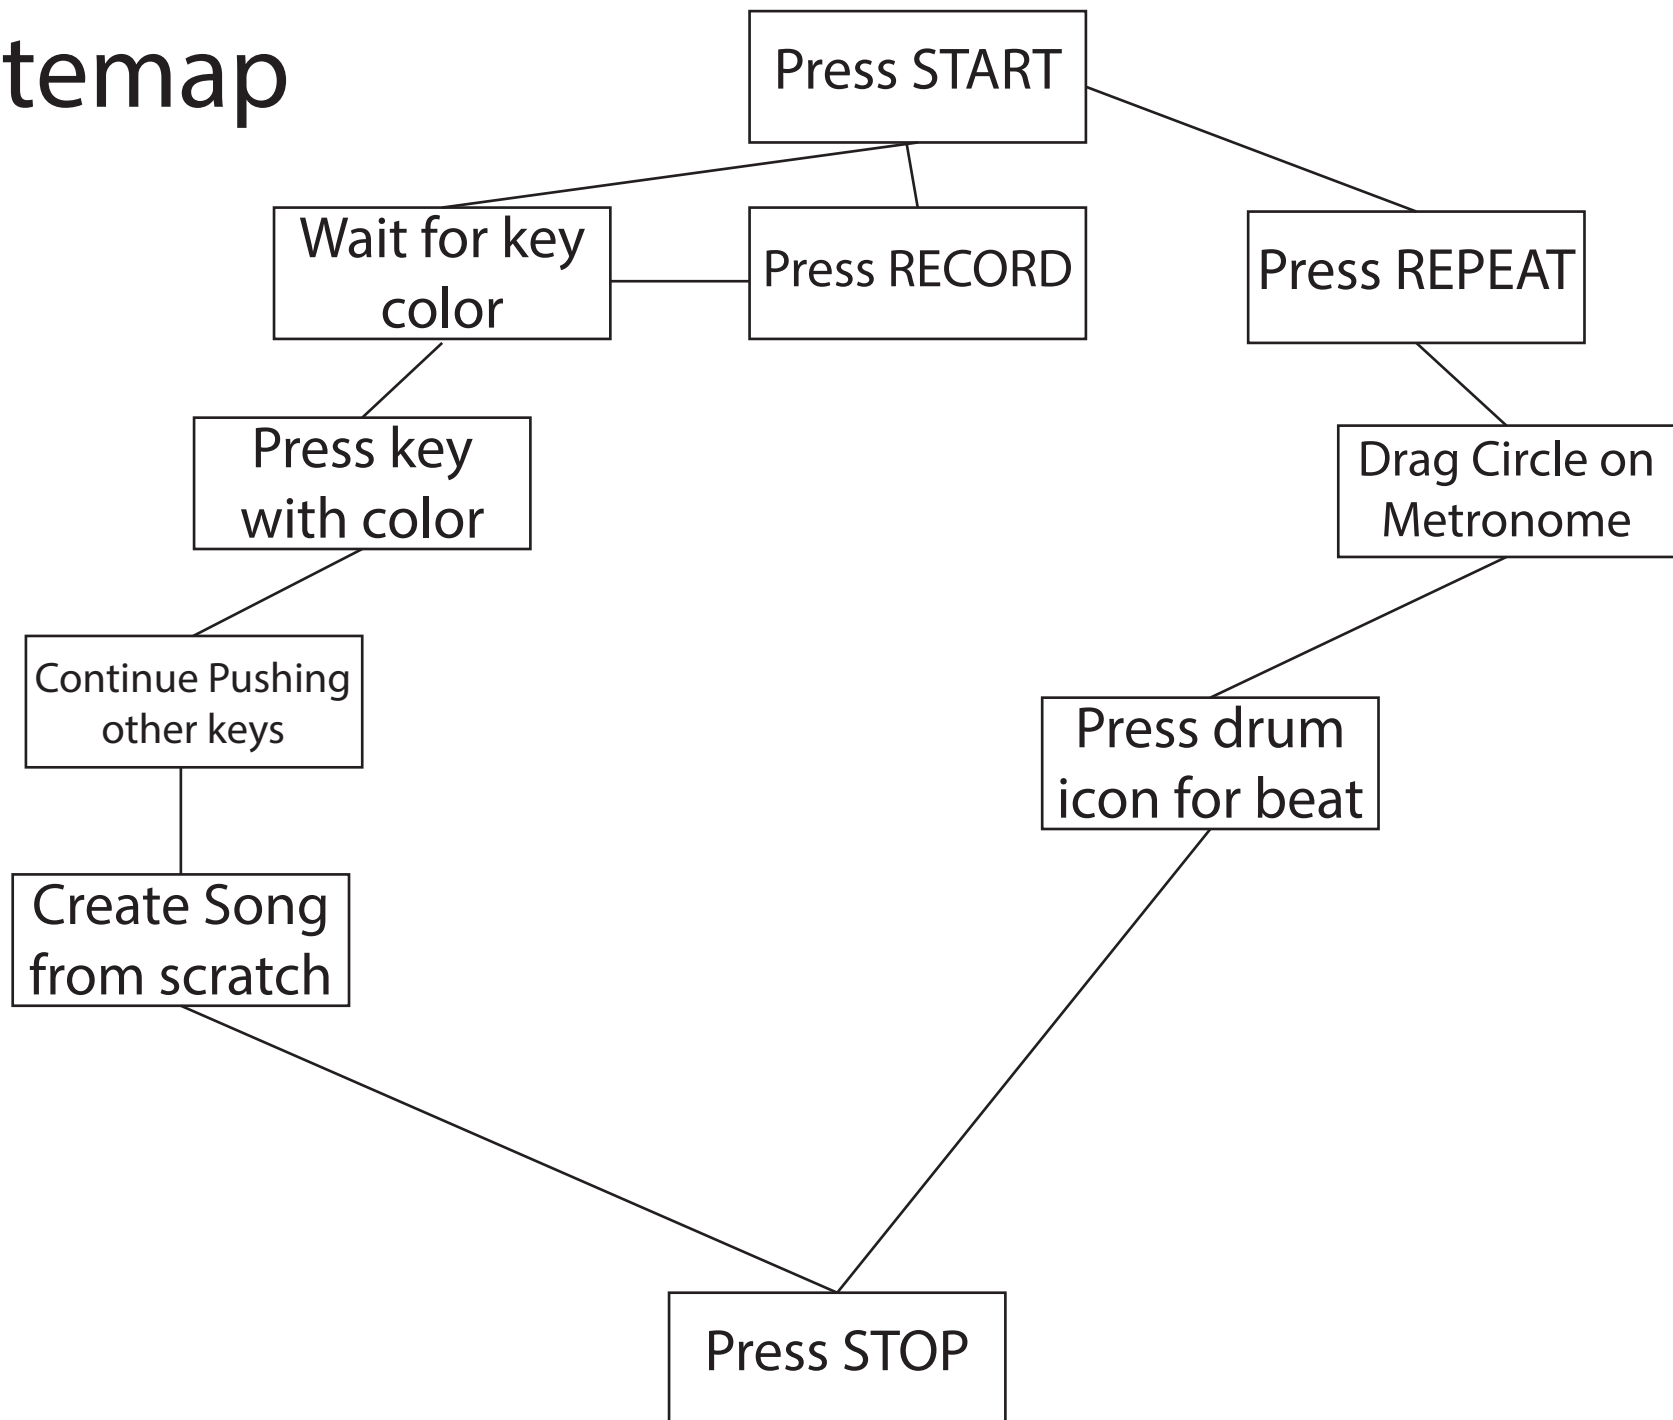 temap
Press START
Wait for key
color
Press RECORD
Press REPEAT
Press key
with color
Drag Circle on
Metronome
Continue Pushing
other keys
Press drum
icon for beat
Create Song
from scratch
Press STOP